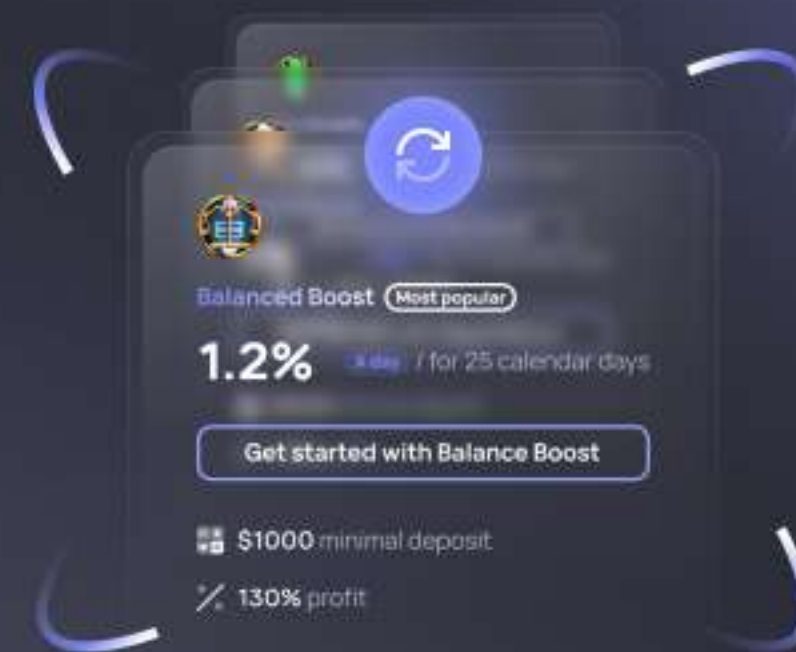 Balanced Boost Most popular
1.2% A day / for 25 calendar days
Get started with Balance Boost
$1000 minimal deposit
130% profit